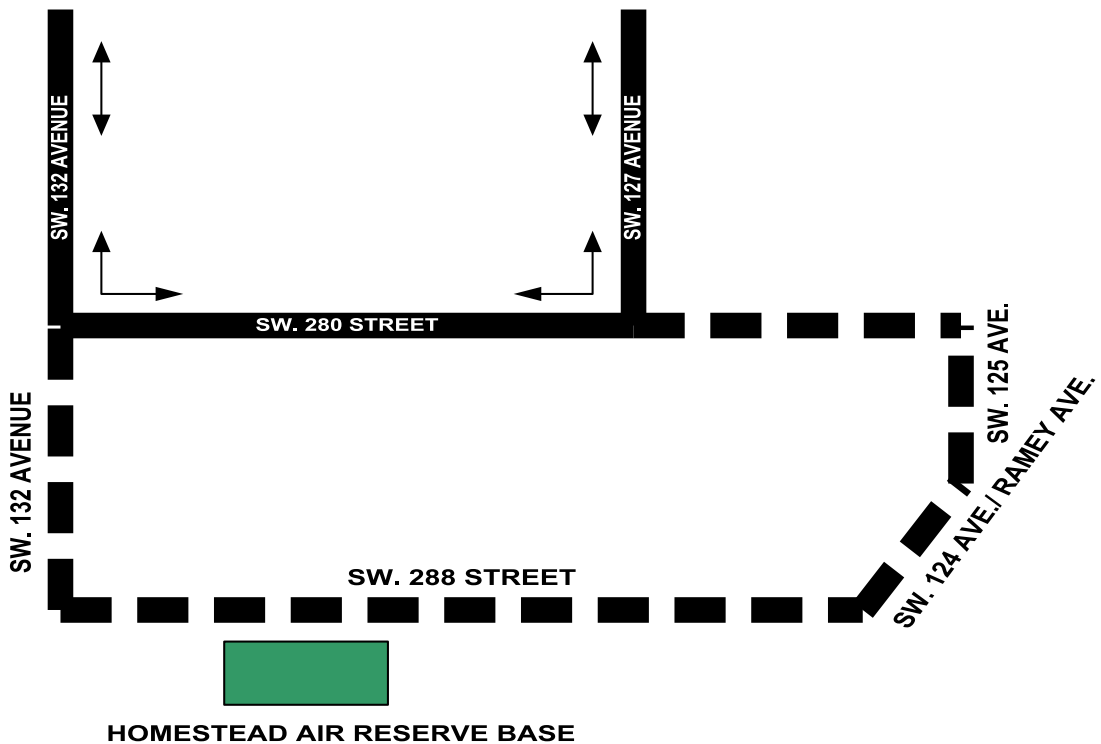 SW. 132 AVENUE
SW. 127 AVENUE
SW. 280 STREET
SW. 125 AVE.
SW. 132 AVENUE
SW. 124 AVE./ RAMEY AVE.
SW. 288 STREET
HOMESTEAD AIR RESERVE BASE